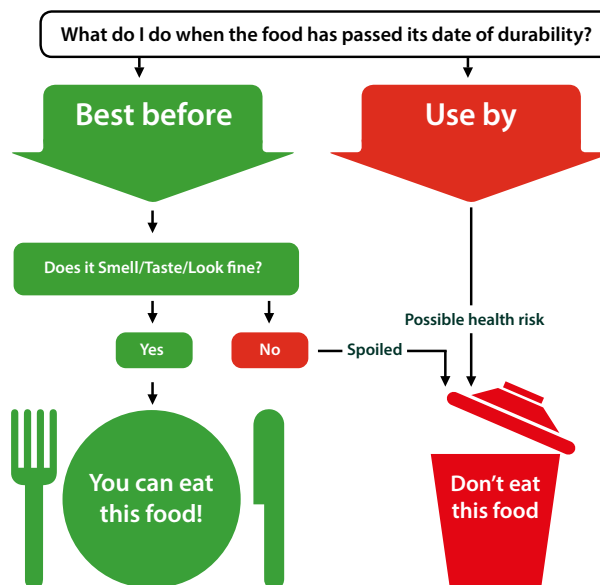 What do I do when the food has passed its date of durability?
Best before
Use by
Does it Smell/Taste/Look fine?
Possible health risk
Yes
No
Spoiled
You can eat
this food!
Don't eat
this food